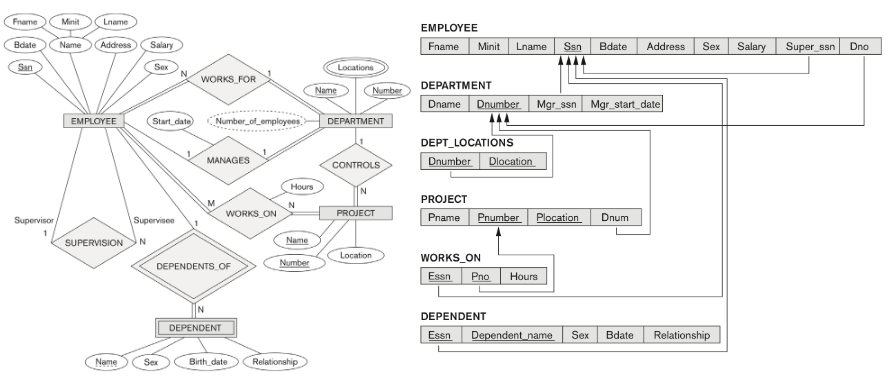 Fname Minit Lname
Bdate Name Address Salary
Ssn Sex
WORKS_FOR
N 1
Locations
Name Number
EMPLOYEE
Start_date
Number_of_employees
DEPARTMENT
MANAGES
1 1
CONTROLS
1
N
Hours
M
WORKS_ON
N
PROJECT
Name
Number
Location
Supervisor
1
Supervisee
N
SUPERVISION
1
DEPENDENTS_OF
N
DEPENDENT
Name Sex Birth_date Relationship
EMPLOYEE
Fname Minit Lname Ssn Bdate Address Sex Salary Super_ssn Dno
DEPARTMENT
Dname Dnumber Mgr_ssn Mgr_start_date
DEPT_LOCATIONS
Dnumber Dlocation
PROJECT
Pname Pnumber Plocation Dnum
WORKS_ON
Essn Pno Hours
DEPENDENT
Essn Dependent_name Sex Bdate Relationship